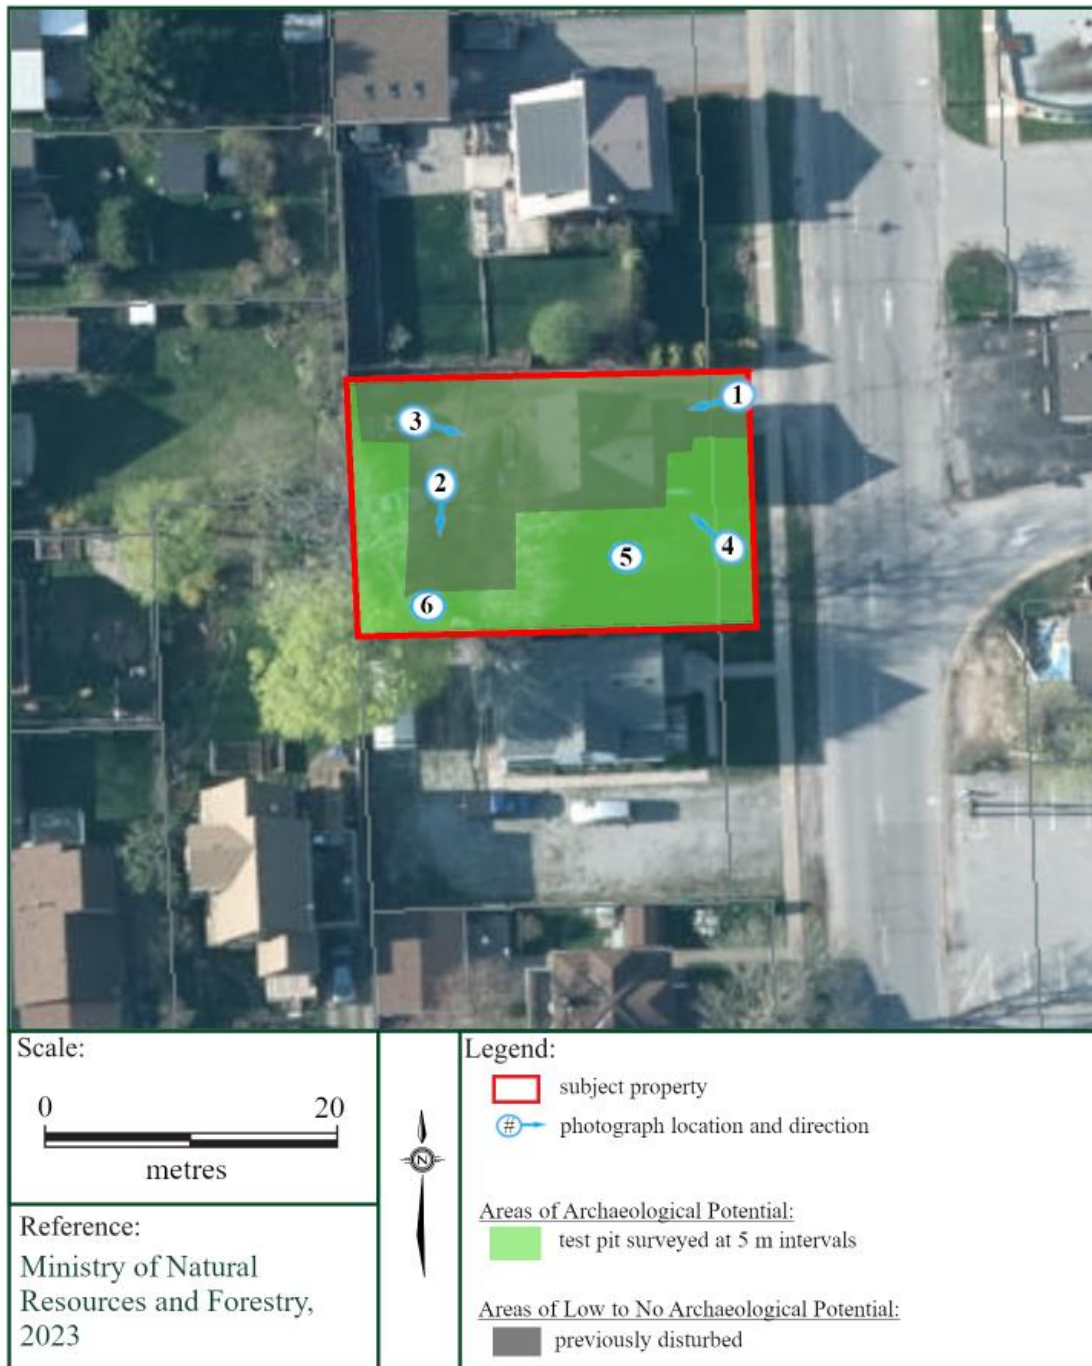 1
3
2
4
5
6
Scale:
0 20
metres
Reference:
Ministry of Natural
Resources and Forestry,
2023
N
Legend:
subject property
# photograph location and direction
Areas of Archaeological Potential:
test pit surveyed at 5 m intervals
Areas of Low to No Archaeological Potential:
previously disturbed